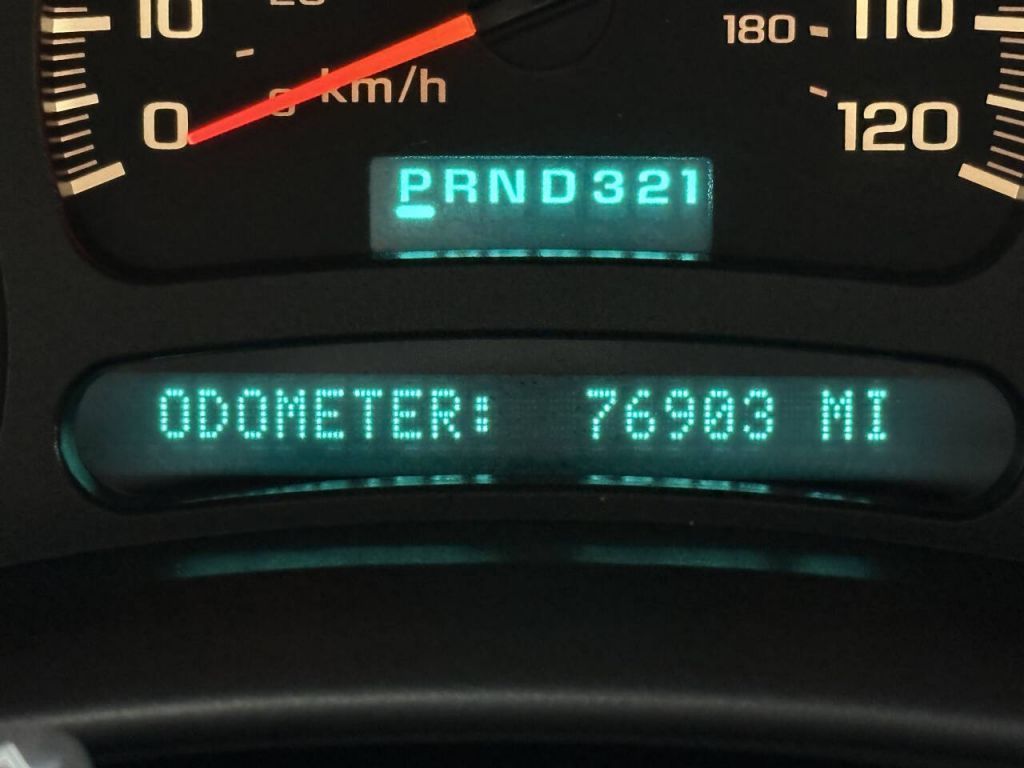 10 110
180
km/h
0 120
PRND321
ODOMETER: 76903 MI